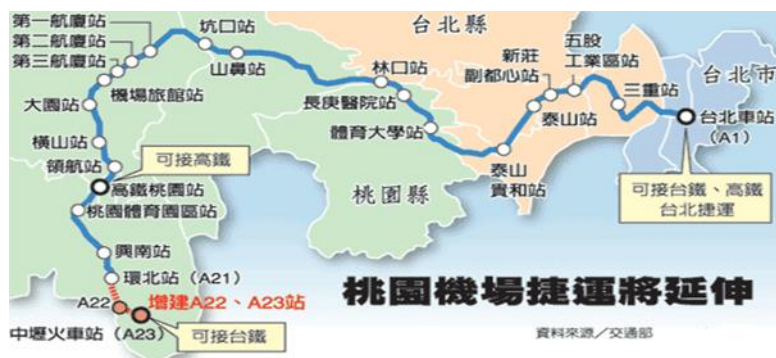 第一航廈站
第二航廈站
第三航廈站
坑口站
山鼻站
台北縣
林口站
長庚醫院站
體育大學站
新莊
副都心站
五股
工業區站
三重站
台北市
台北車站
(A1)
泰山站
泰山
貴和站
可接台鐵、高鐵
台北捷運
機場旅館站
大園站
橫山站
領航站
可接高鐵
高鐵桃園站
桃園體育園區站
桃園縣
興南站
環北站(A21)
A22
增建A22、A23站
中壢火車站(A23)
可接台鐵
桃園機場捷運將延伸
資料來源／交通部